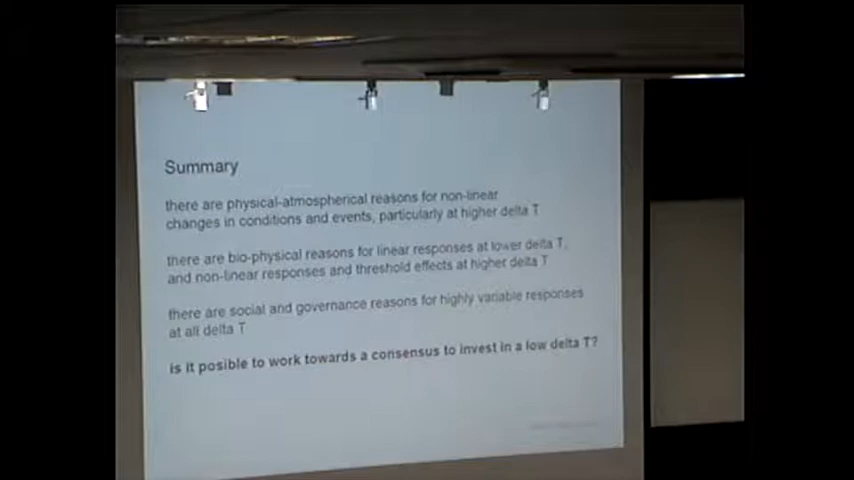 Summary
there are physical-atmospherical reasons for non-linear
changes in conditions and events, particularly at higher delta T
there are bio-physical reasons for linear responses at lower delta T,
and non-linear responses and threshold effects at higher delta T
there are social and governance reasons for highly variable responses
at all delta T
is it posible to work towards a consensus to invest in a low delta T?